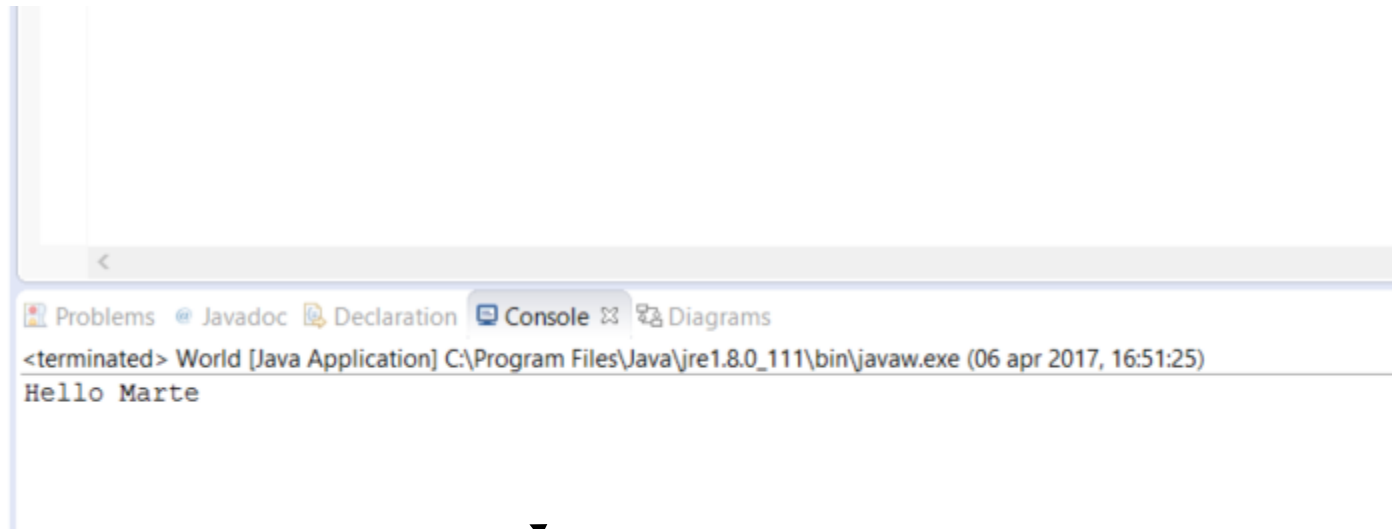 Problems Javadoc Declaration Console Diagrams
<terminated> World [Java Application] C:\Program Files\Java\jre1.8.0_111\bin\javaw.exe (06 apr 2017, 16:51:25)
Hello Marte